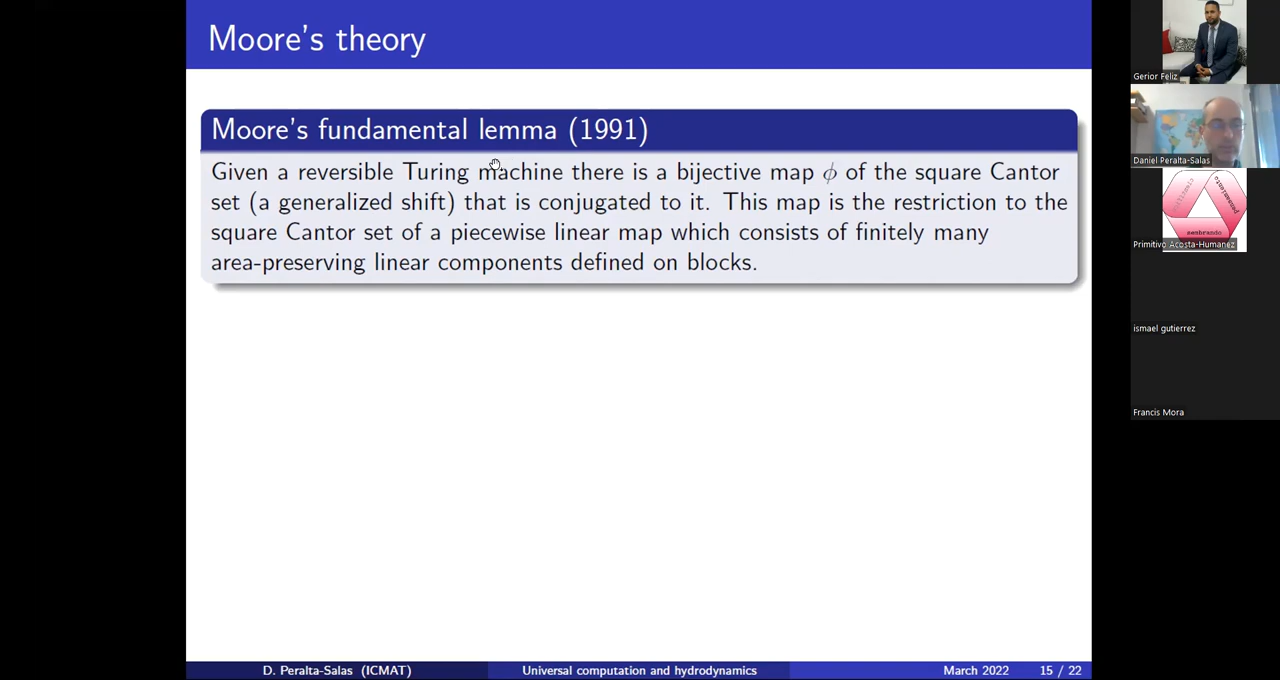 Moore's theory
Moore's fundamental lemma (1991)
Given a reversible Turing machine there is a bijective map ϕ of the square Cantor
set (a generalized shift) that is conjugated to it. This map is the restriction to the
square Cantor set of a piecewise linear map which consists of finitely many
area-preserving linear components defined on blocks.
D. Peralta-Salas (ICMAT) Universal computation and hydrodynamics March 2022 15 / 22
Gerior Feliz
Daniel Peralta-Salas
pensamiento
sembrando
Primitivo Acosta-Humanez
ismael gutierrez
Francis Mora